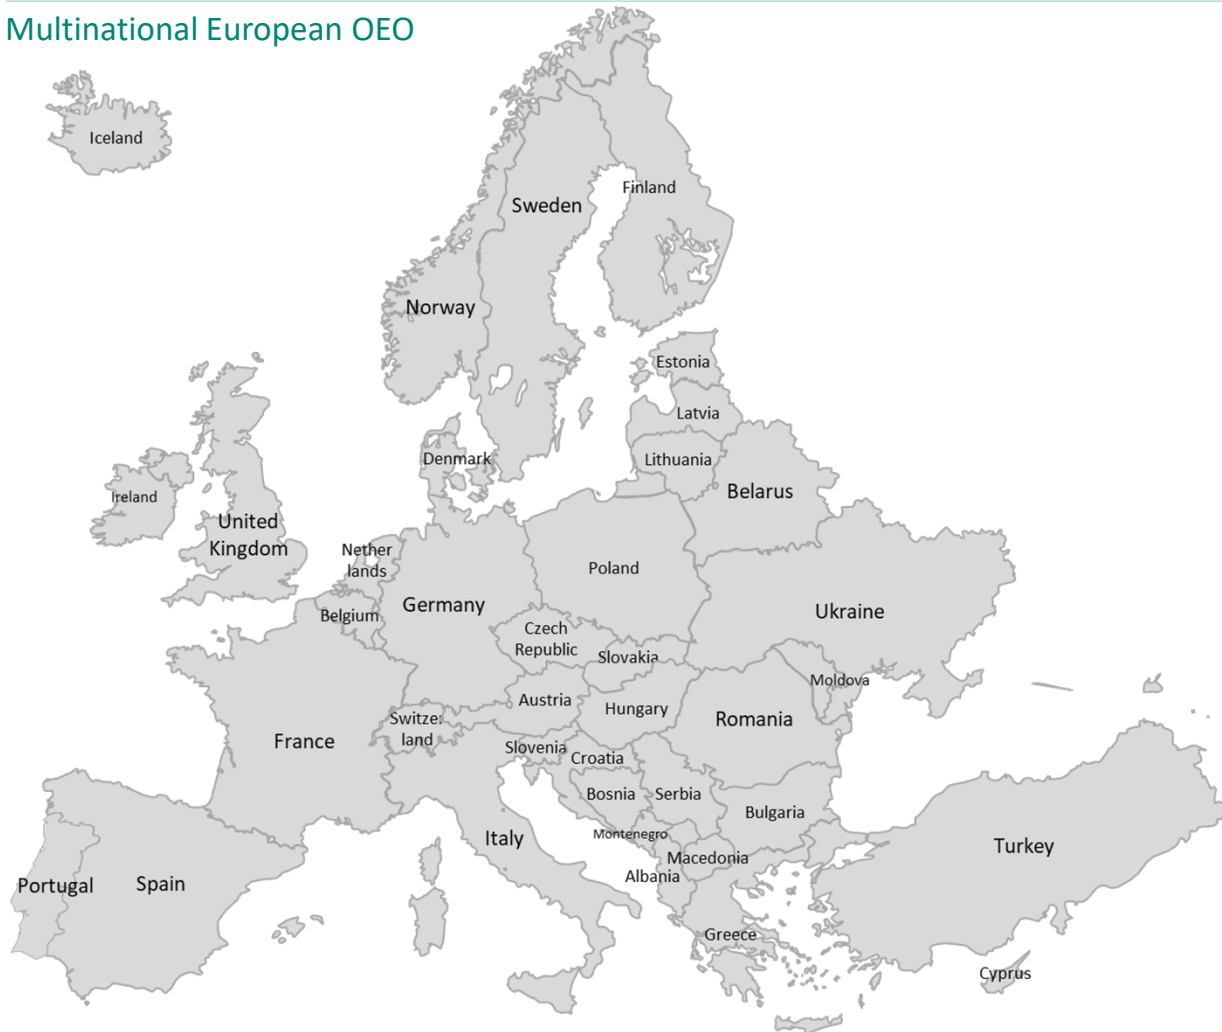 Multinational European OEO
Iceland
Finland
Sweden
Norway
Estonia
Latvia
Denmark
Lithuania
Belarus
Ireland
United
Kingdom
Nether
lands
Poland
Germany
Belgium
Ukraine
Czech
Republic
Slovakia
Moldova
Austria
Hungary
Switze:
land
Romania
France
Slovenia
Croatia
Bosnia
Serbia
Bulgaria
Montenegro
Italy
Turkey
Macedonia
Albania
Portugal
Spain
Greece
Cyprus